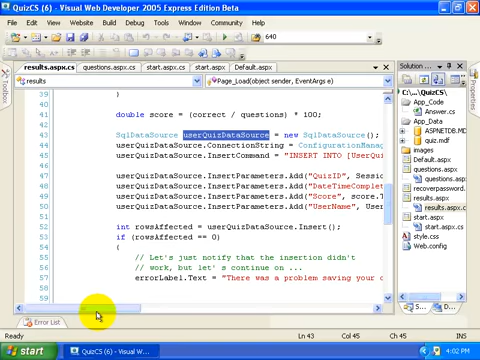 QuizCS (6) - Visual Web Developer 2005 Express Edition Beta
File Edit View Website Build Debug Tools Window Community Help
640
results.aspx.cs questions.aspx.cs start.aspx.cs start.aspx Default.aspx
results
Page_Load(object sender, EventArgs e)
Toolbox
39 }
40
41 double score = (correct / questions) * 100;
42
43 SqlDataSource userQuizDataSource = new SqlDataSource();
44 userQuizDataSource.ConnectionString = ConfigurationManag
45 userQuizDataSource.InsertCommand = "INSERT INTO [UserQui
46
47 userQuizDataSource.InsertParameters.Add("QuizID", Sessio
48 userQuizDataSource.InsertParameters.Add("DateTimeComplet
49 userQuizDataSource.InsertParameters.Add("Score", score.T
50 userQuizDataSource.InsertParameters.Add("UserName", User
51
52 int rowsAffected = userQuizDataSource.Insert();
53 if (rowsAffected == 0)
54 {
55 // Let's just notify that the insertion didn't
56 // work, but let' s continue on ...
57 errorLabel.Text = "There was a problem saving your
58
59
Solution ...
C:\...\QuizCS
App_Code
Answer.cs
App_Data
ASPNETDB.MD
quiz.mdf
images
Default.aspx
questions.aspx
questions.as
recoverpassword.
results.aspx
results.aspx.c
start.aspx
start.aspx.cs
style.css
Web.config
S...
D...
Properties
Error List
Ready Ln 43 Col 45 Ch 45 INS
start QuizCS (6) - Visual W... 4:02 PM